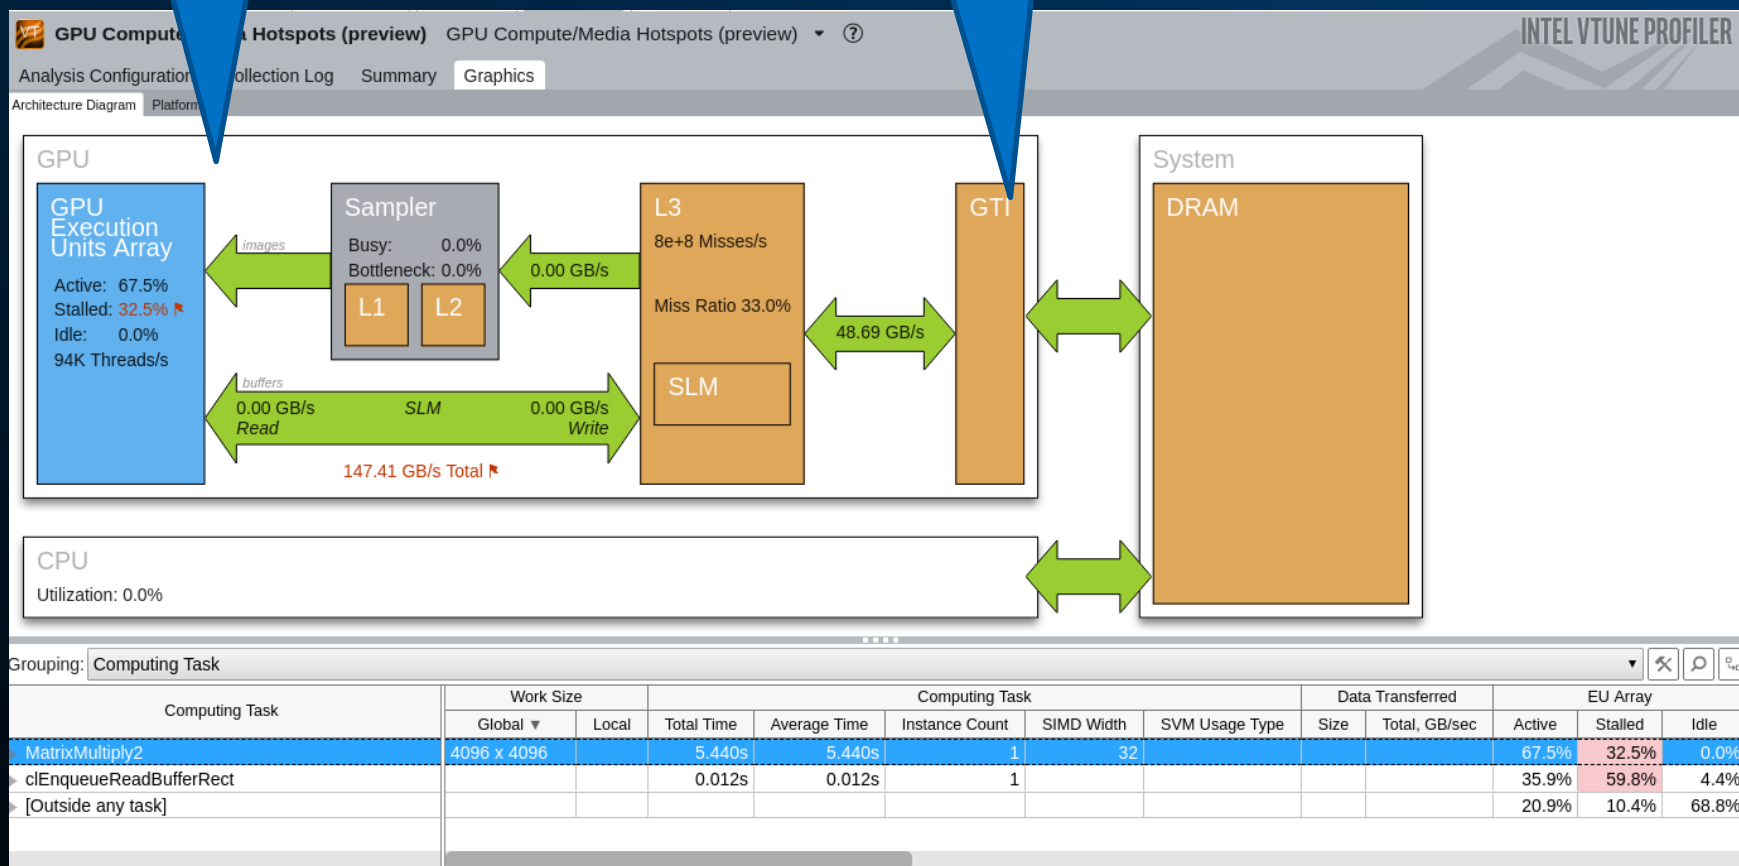 GPU Compute Hotspots (preview) GPU Compute/Media Hotspots (preview)
INTEL VTUNE PROFILER
Analysis Configuration Log Summary Graphics
Architecture Diagram Platform
GPU
System
GPU
Execution
Units Array
Active: 67.5%
Stalled: 32.5%
Idle: 0.0%
94K Threads/s
images
Sampler
Busy: 0.0%
Bottleneck: 0.0%
L1 L2
0.00 GB/s
L3
8e+8 Misses/s
Miss Ratio 33.0%
SLM
48.69 GB/s
GTI
DRAM
buffers
0.00 GB/s SLM 0.00 GB/s
Read Write
147.41 GB/s Total
CPU
Utilization: 0.0%
Grouping: Computing Task
Computing Task Work Size Computing Task Data Transferred EU Array
Global Local Total Time Average Time Instance Count SIMD Width SVM Usage Type Size Total, GB/sec Active Stalled Idle
MatrixMultiply2 4096 x 4096 5.440s 5.440s 1 32 67.5% 32.5% 0.0%
clEnqueueReadBufferRect 0.012s 0.012s 1 35.9% 59.8% 4.4%
[Outside any task] 20.9% 10.4% 68.8%